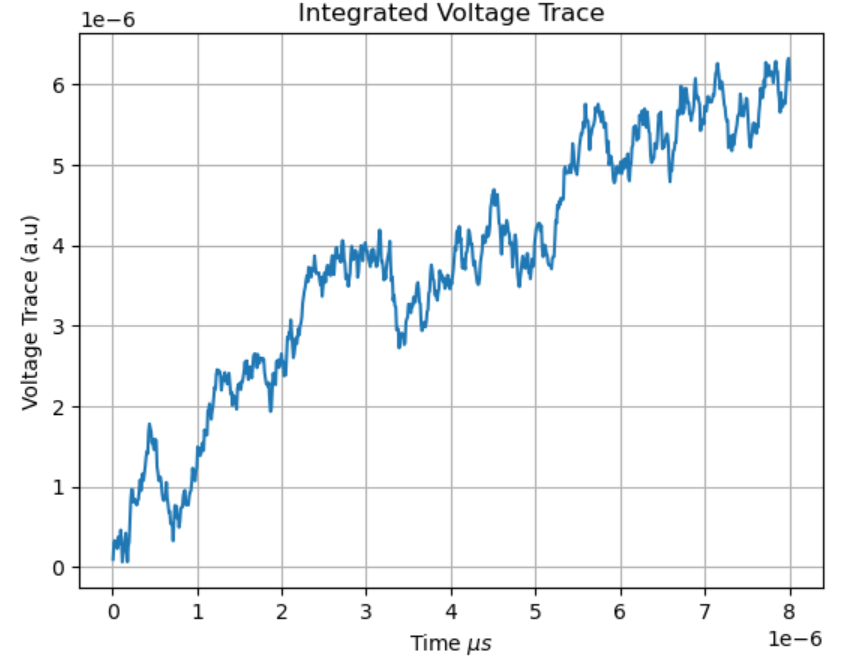 Integrated Voltage Trace
1e−6
6
5
4
3
2
1
0
Voltage Trace (a.u)
0 1 2 3 4 5 6 7 8
1e−6
Time μs